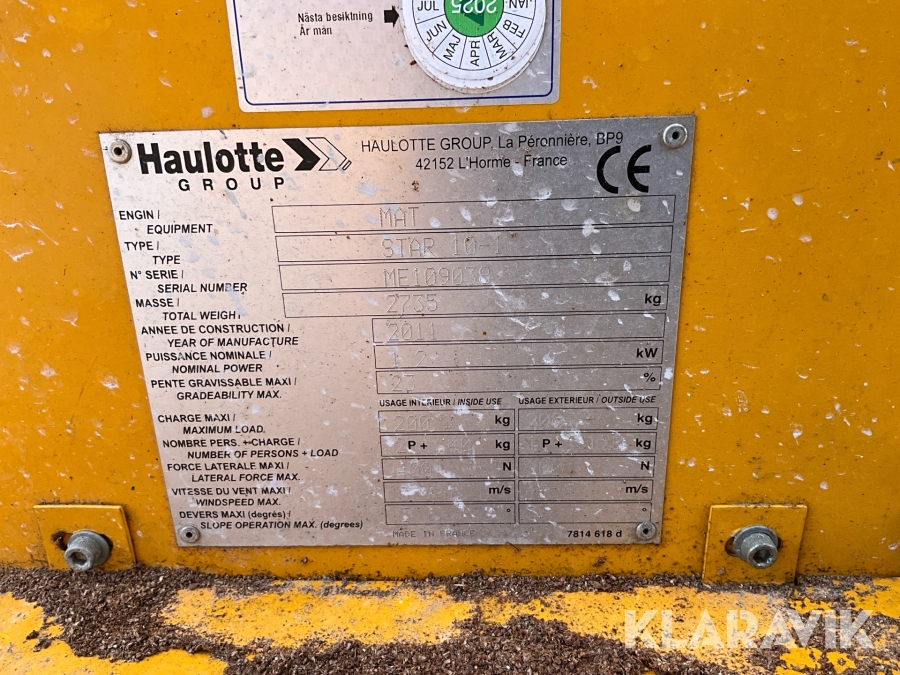 Nästa besiktning
År mån
2025
JAN
FEB
MAR
APR
MAJ
JUN
JUL
Haulotte
GROUP
HAULOTTE GROUP, La Péronnière, BP9
42152 L'Horme - France
CE
ENGIN /
EQUIPMENT
MAT
TYPE /
TYPE
STAR 10-1
N° SERIE /
SERIAL NUMBER
MASSE /
TOTAL WEIGH,
2735 kg
ANNEE DE CONSTRUCTION /
YEAR OF MANUFACTURE
2011
PUISSANCE NOMINALE /
NOMINAL POWER
kW
PENTE GRAVISSABLE MAXI /
GRADEABILITY MAX.
%
USAGE INTERIEUR / INSIDE USE USAGE EXTERIEUR / OUTSIDE USE
CHARGE MAXI /
MAXIMUM LOAD.
200 kg kg
NOMBRE PERS. +CHARGE /
NUMBER OF PERSONS + LOAD
P + kg P + kg
FORCE LATERALE MAXI /
LATERAL FORCE MAX.
N N
VITESSE DU VENT MAXI /
WINDSPEED MAX.
m/s m/s
DEVERS MAXI (degrés) /
SLOPE OPERATION MAX. (degrees)
° °
MADE IN FRANCE 7814 618 d
KLARAVIK